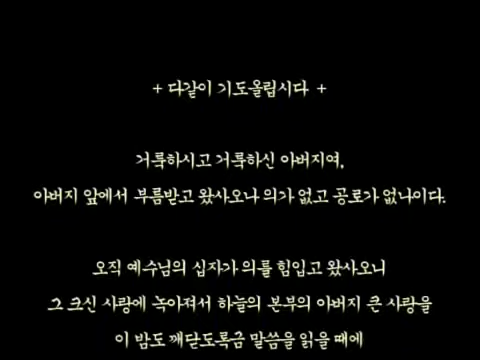 + 다같이 기도올립시다 +
거룩하시고 거룩하신 아버지여,
아버지 앞에서 부름받고 왔사오나 의가 없고 공로가 없나이다.
오직 예수님의 십자가 의를 힘입고 왔사오니
그 크신 사랑에 녹아져서 하늘의 본부의 아버지 큰 사랑을
이 밤도 깨닫도록금 말씀을 읽을 때에